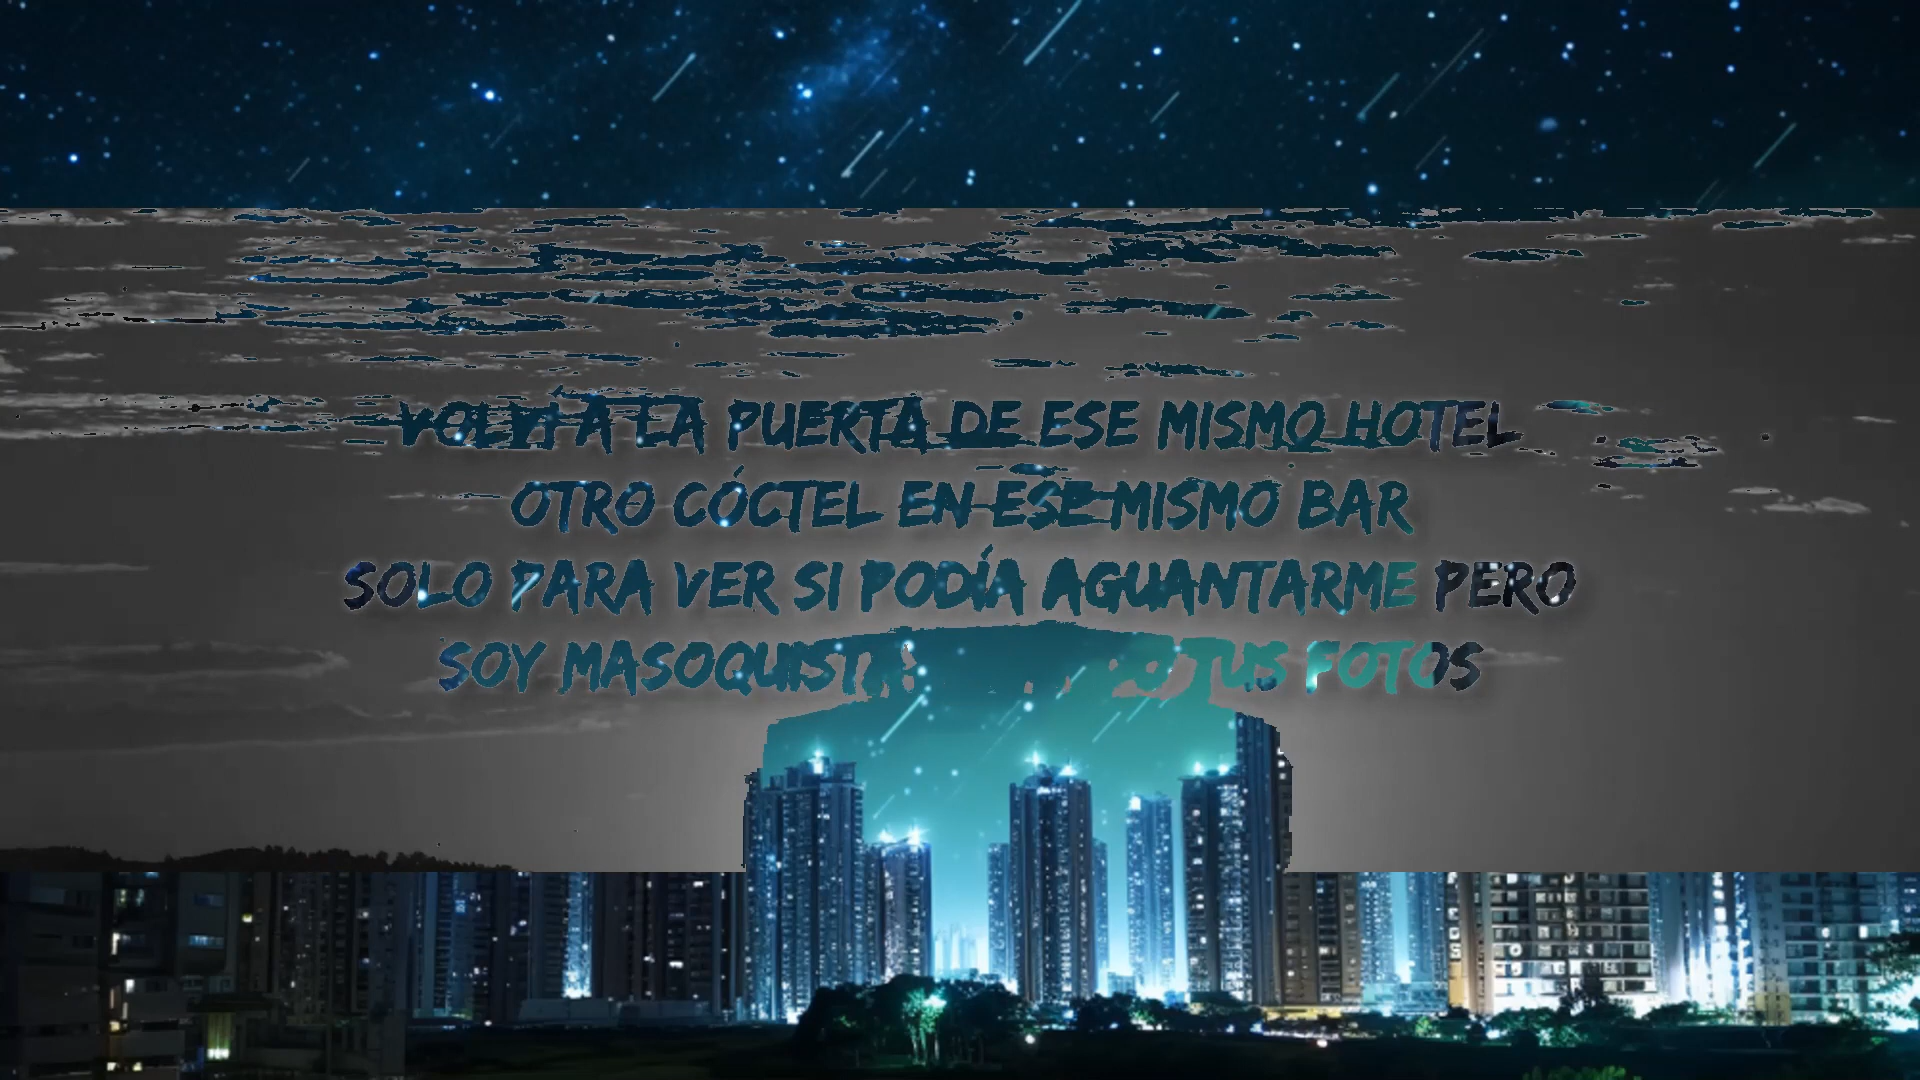 VOLVÍ A LA PUERTA DE ESE MISMO HOTEL
OTRO CÓCTEL EN ESE MISMO BAR
SOLO PARA VER SI PODÍA AGUANTARME PERO
SOY MASOQUISTA TUS FOTOS